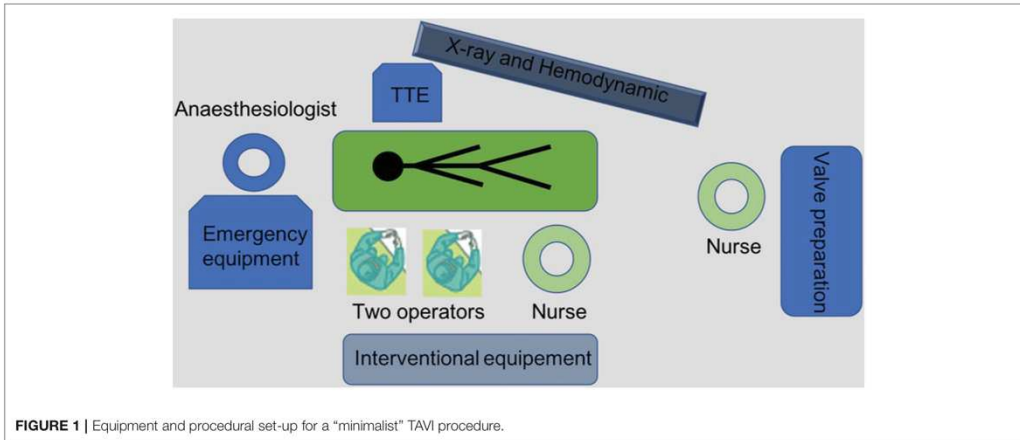 X-ray and Hemodynamic
TTE
Anaesthesiologist
Emergency
equipment
Valve preparation
Nurse
Two operators
Nurse
Interventional equipement
FIGURE 1 | Equipment and procedural set-up for a “minimalist” TAVI procedure.